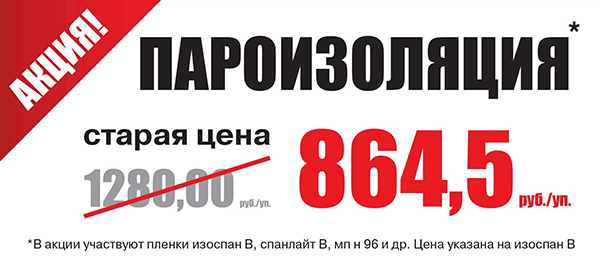 АКЦИЯ!
ПАРОИЗОЛЯЦИЯ*
старая цена
1280,00 руб./уп.
864,5 руб./уп.
*В акции участвуют пленки изоспан В, спанлайт В, мп н 96 и др. Цена указана на изоспан В